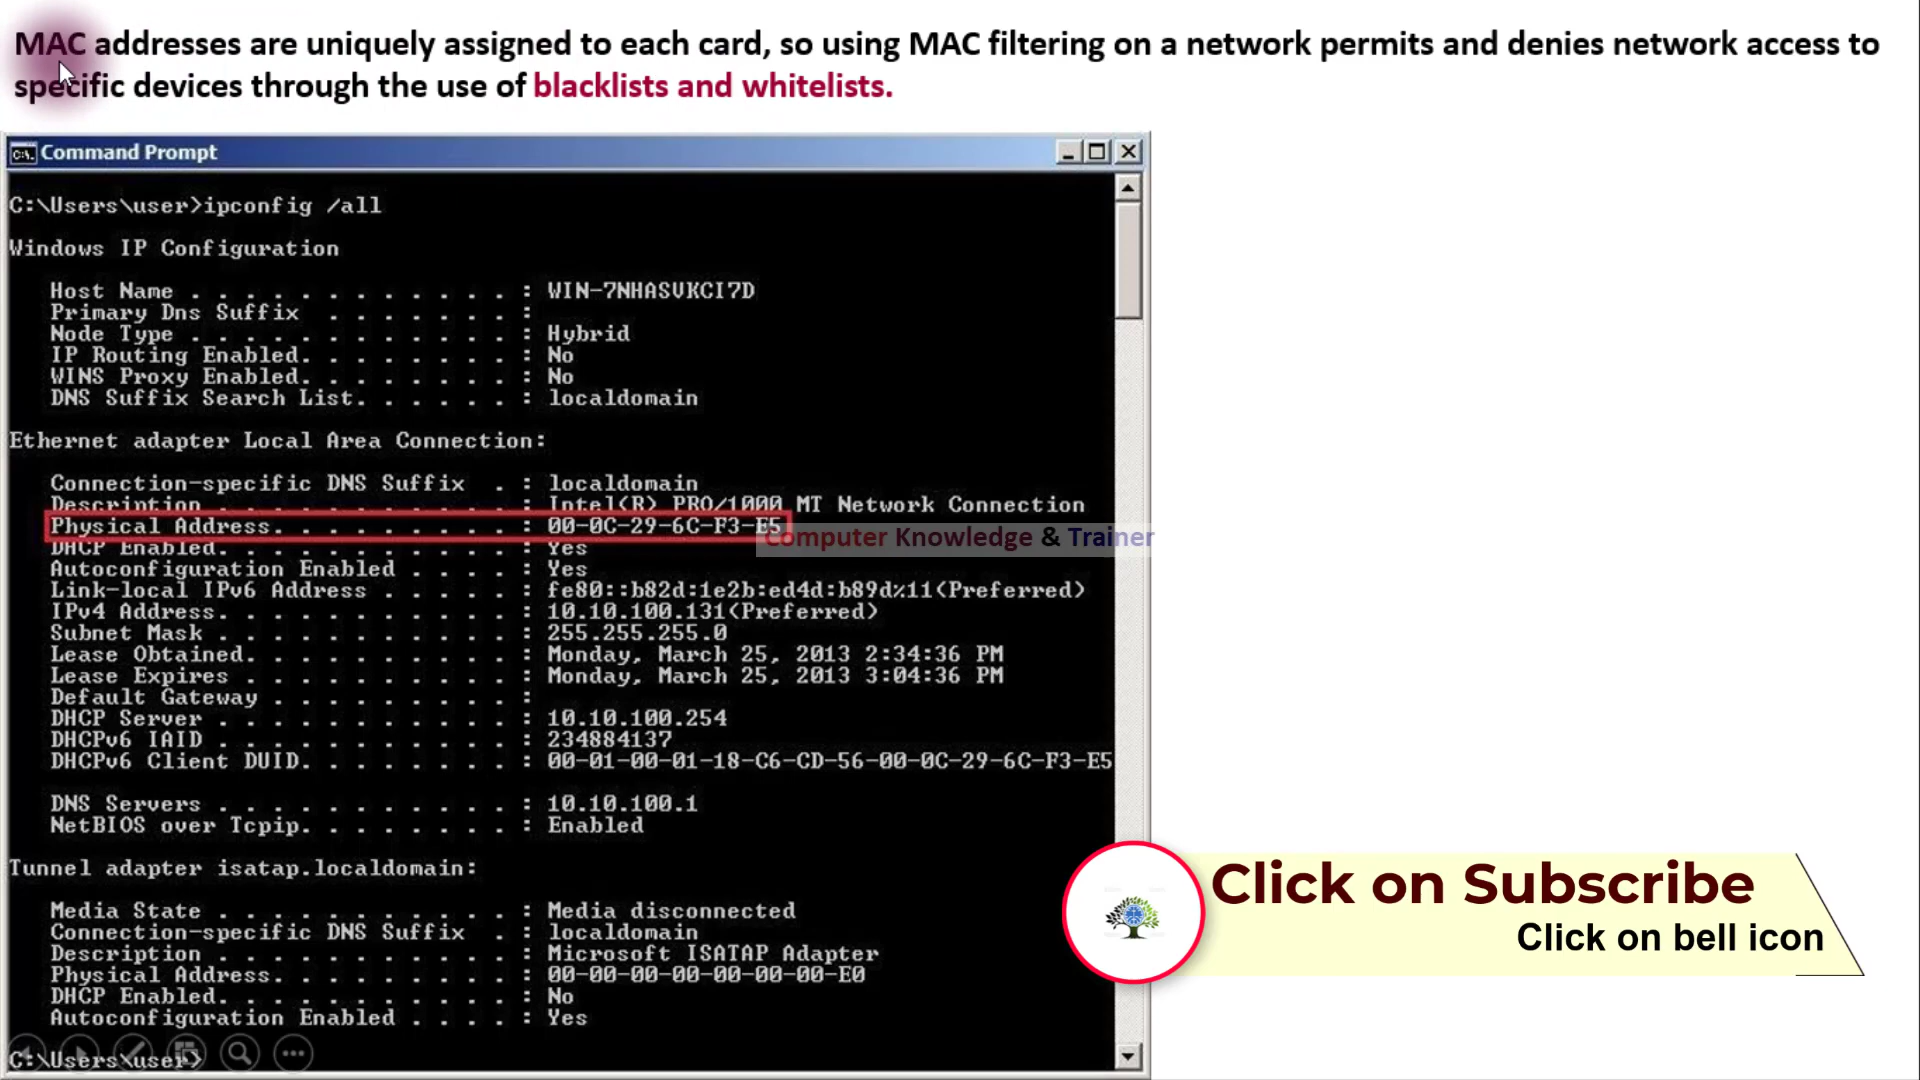 MAC addresses are uniquely assigned to each card, so using MAC filtering on a network permits and denies network access to
specific devices through the use of blacklists and whitelists.
Command Prompt
C:\Users\user>ipconfig /all
Windows IP Configuration
Host Name . . . . . . . . . . . . : WIN-7NHASVKCI7D
Primary Dns Suffix . . . . . . . :
Node Type . . . . . . . . . . . . : Hybrid
IP Routing Enabled. . . . . . . . : No
WINS Proxy Enabled. . . . . . . . : No
DNS Suffix Search List. . . . . . : localdomain
Ethernet adapter Local Area Connection:
Connection-specific DNS Suffix . : localdomain
Description . . . . . . . . . . . : Intel(R) PRO/1000 MT Network Connection
Physical Address. . . . . . . . . : 00-0C-29-6C-F3-E5
Computer Knowledge & Trainer
DHCP Enabled. . . . . . . . . . . : Yes
Autoconfiguration Enabled . . . . : Yes
Link-local IPv6 Address . . . . . : fe80::b82d:1e2b:ed4d:b89d%11(Preferred)
IPv4 Address. . . . . . . . . . . : 10.10.100.131(Preferred)
Subnet Mask . . . . . . . . . . . : 255.255.255.0
Lease Obtained. . . . . . . . . . : Monday, March 25, 2013 2:34:36 PM
Lease Expires . . . . . . . . . . : Monday, March 25, 2013 3:04:36 PM
Default Gateway . . . . . . . . . :
DHCP Server . . . . . . . . . . . : 10.10.100.254
DHCPv6 IAID . . . . . . . . . . . : 234884137
DHCPv6 Client DUID. . . . . . . . : 00-01-00-01-18-C6-CD-56-00-0C-29-6C-F3-E5
DNS Servers . . . . . . . . . . . : 10.10.100.1
NetBIOS over Tcpip. . . . . . . . : Enabled
Tunnel adapter isatap.localdomain:
Media State . . . . . . . . . . . : Media disconnected
Connection-specific DNS Suffix . : localdomain
Description . . . . . . . . . . . : Microsoft ISATAP Adapter
Physical Address. . . . . . . . . : 00-00-00-00-00-00-00-E0
DHCP Enabled. . . . . . . . . . . : No
Autoconfiguration Enabled . . . . : Yes
C:\Users\user>
Click on Subscribe
Click on bell icon